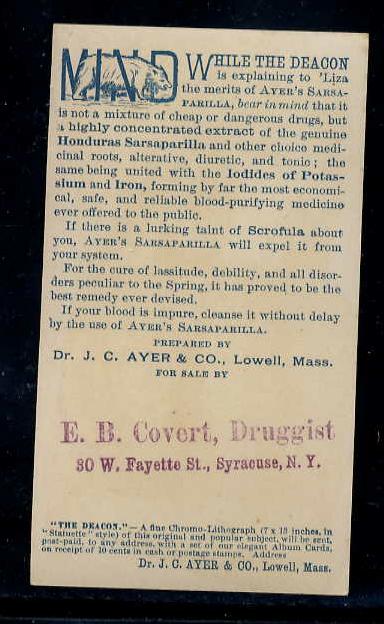 MIND WHILE THE DEACON
is explaining to 'Liza
the merits of AYER'S SARSA-
PARILLA, bear in mind that it
is not a mixture of cheap or dangerous drugs, but
a highly concentrated extract of the genuine
Honduras Sarsaparilla and other choice medi-
cinal roots, alterative, diuretic, and tonic; the
same being united with the Iodides of Potas-
sium and Iron, forming by far the most economi-
cal, safe, and reliable blood-purifying medicine
ever offered to the public.
If there is a lurking taint of Scrofula about
you, AYER'S SARSAPARILLA will expel it from
your system.
For the cure of lassitude, debility, and all disor-
ders peculiar to the Spring, it has proved to be the
best remedy ever devised.
If your blood is impure, cleanse it without delay
by the use of AYER'S SARSAPARILLA.
PREPARED BY
Dr. J. C. AYER & CO., Lowell, Mass.
FOR SALE BY
E. B. Covert, Druggist
30 W. Fayette St., Syracuse, N. Y.
"THE DEACON."—A fine Chromo-Lithograph (7 x 13 inches, in
"Statuette" style) of this original and popular subject, will be sent,
post-paid, to any address, with a set of our elegant Album Cards,
on receipt of 10 cents in cash or postage stamps. Address
Dr. J. C. AYER & CO., Lowell, Mass.